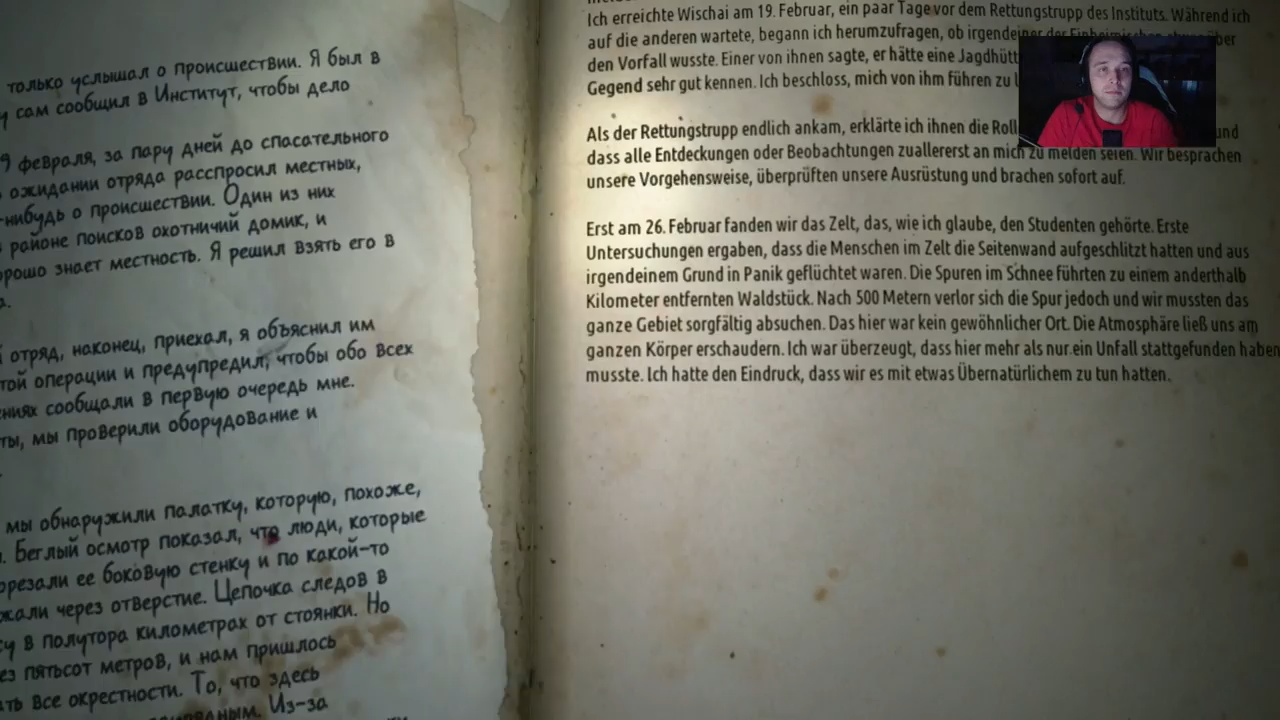 только услышал о происшествии. Я был в
сам сообщил в Институт, чтобы дело
9 февраля, за пару дней до спасательного
ожидании отряда расспросил местных,
-нибудь о происшествии. Один из них
районе поисков охотничий домик, и
орошо знает местность. Я решил взять его в
а.
отряд, наконец, приехал, я объяснил им
той операции и предупредил, чтобы обо всех
ениях сообщали в первую очередь мне.
ты, мы проверили оборудование и
мы обнаружили палатку, которую, похоже,
. Беглый осмотр показал, что люди, которые
орезали ее боковую стенку и по какой-то
жали через отверстие. Цепочка следов в
су в полутора километрах от стоянки. Но
ез пятьсот метров, и нам пришлось
ать все окрестности. То, что здесь
Из-за
Ich erreichte Wischai am 19. Februar, ein paar Tage vor dem Rettungstrupp des Instituts. Während ich
auf die anderen wartete, begann ich herumzufragen, ob irgendeiner der Einheimischen etwas über
den Vorfall wusste. Einer von ihnen sagte, er hätte eine Jagdhütt
Gegend sehr gut kennen. Ich beschloss, mich von ihm führen zu l
Als der Rettungstrupp endlich ankam, erklärte ich ihnen die Roll und
dass alle Entdeckungen oder Beobachtungen zuallererst an mich zu melden seien. Wir besprachen
unsere Vorgehensweise, überprüften unsere Ausrüstung und brachen sofort auf.
Erst am 26. Februar fanden wir das Zelt, das, wie ich glaube, den Studenten gehörte. Erste
Untersuchungen ergaben, dass die Menschen im Zelt die Seitenwand aufgeschlitzt hatten und aus
irgendeinem Grund in Panik geflüchtet waren. Die Spuren im Schnee führten zu einem anderthalb
Kilometer entfernten Waldstück. Nach 500 Metern verlor sich die Spur jedoch und wir mussten das
ganze Gebiet sorgfältig absuchen. Das hier war kein gewöhnlicher Ort. Die Atmosphäre ließ uns am
ganzen Körper erschaudern. Ich war überzeugt, dass hier mehr als nur ein Unfall stattgefunden haben
musste. Ich hatte den Eindruck, dass wir es mit etwas Übernatürlichem zu tun hatten.